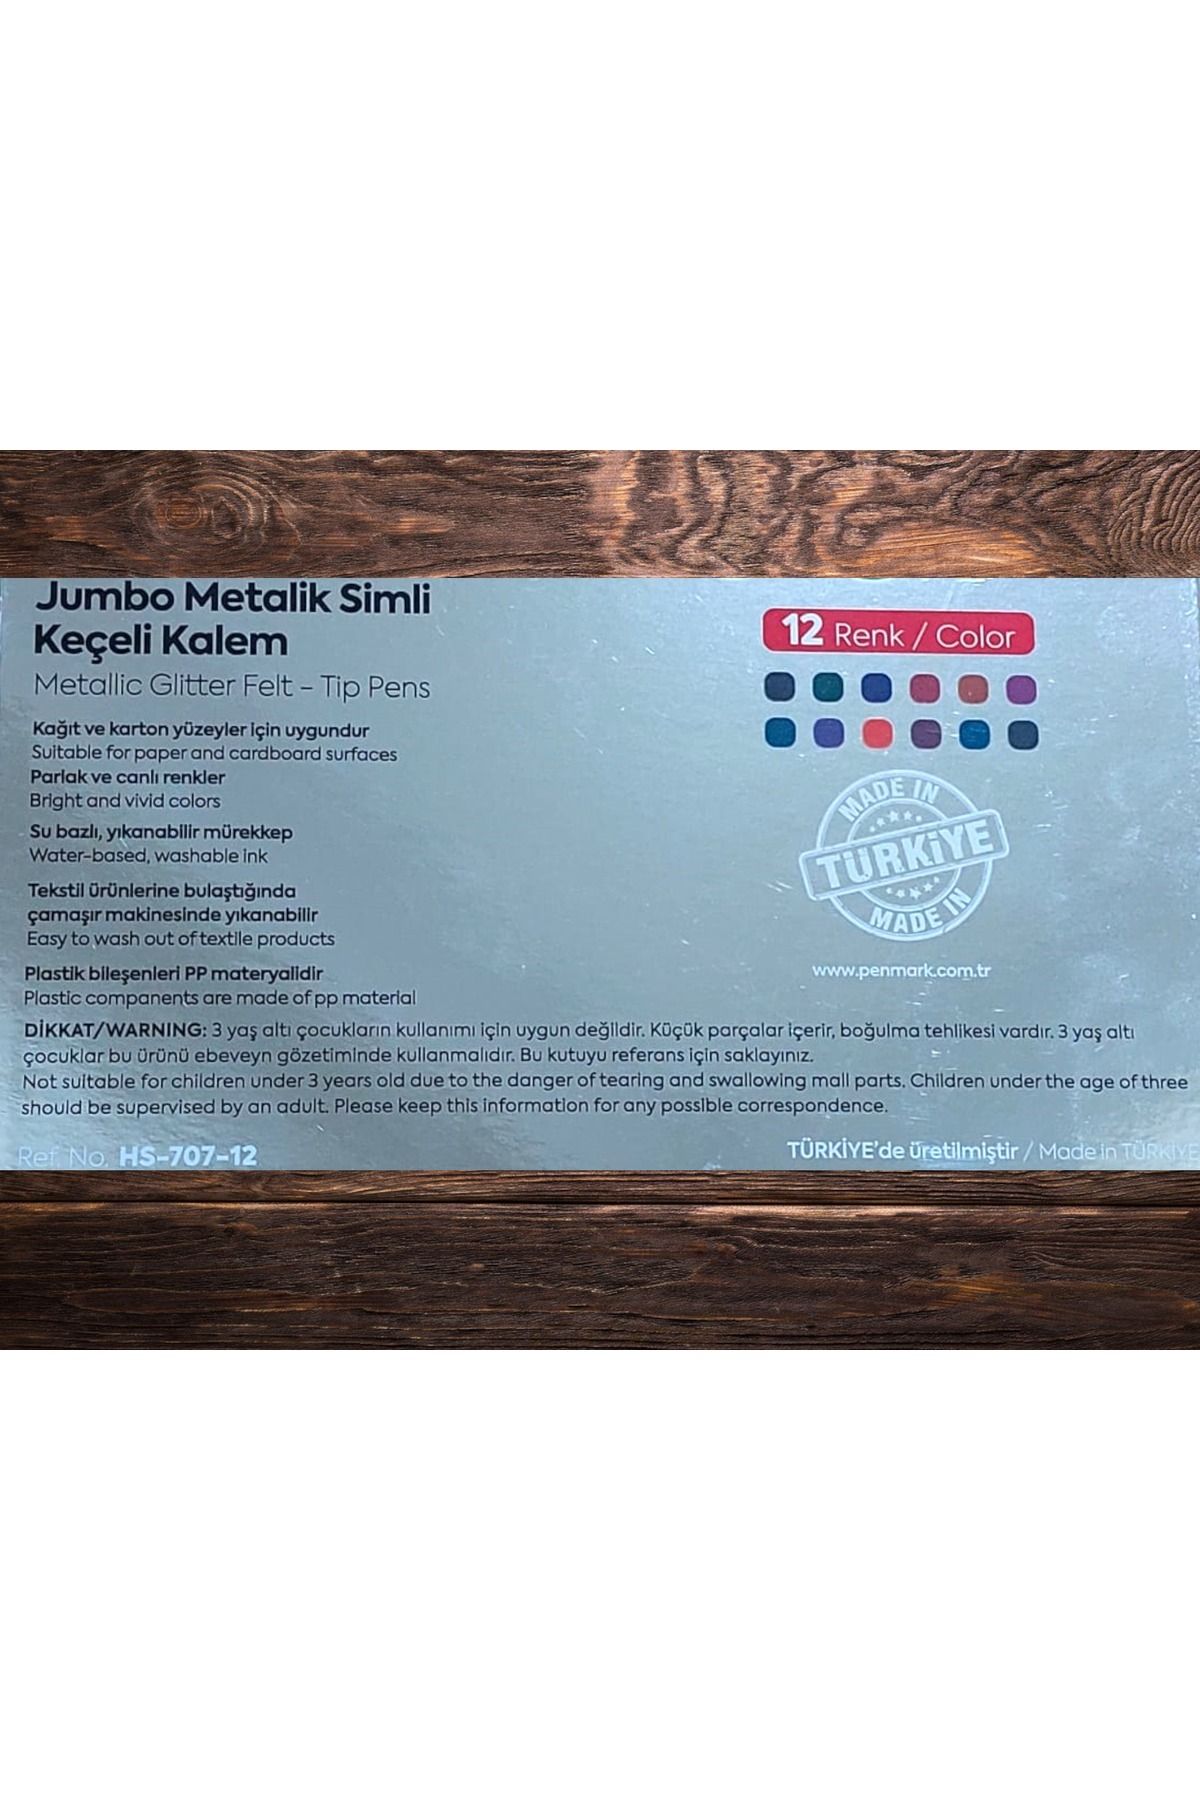 Jumbo Metalik Simli
Keçeli Kalem
Metallic Glitter Felt - Tip Pens
Kağıt ve karton yüzeyler için uygundur
Suitable for paper and cardboard surfaces
Parlak ve canlı renkler
Bright and vivid colors
Su bazlı, yıkanabilir mürekkep
Water-based, washable ink
Tekstil ürünlerine bulaştığında
çamaşır makinesinde yıkanabilir
Easy to wash out of textile products
Plastik bileşenleri PP materyalidir
Plastic companents are made of pp material
12 Renk / Color
MADE IN
TÜRKiYE
MADE IN
www.penmark.com.tr
DİKKAT/WARNING: 3 yaş altı çocukların kullanımı için uygun değildir. Küçük parçalar içerir, boğulma tehlikesi vardır. 3 yaş altı
çocuklar bu ürünü ebeveyn gözetiminde kullanmalıdır. Bu kutuyu referans için saklayınız.
Not suitable for children under 3 years old due to the danger of tearing and swallowing mall parts. Children under the age of three
should be supervised by an adult. Please keep this information for any possible correspondence.
Ref. No. HS-707-12
TÜRKİYE'de üretilmiştir / Made in TÜRKİYE